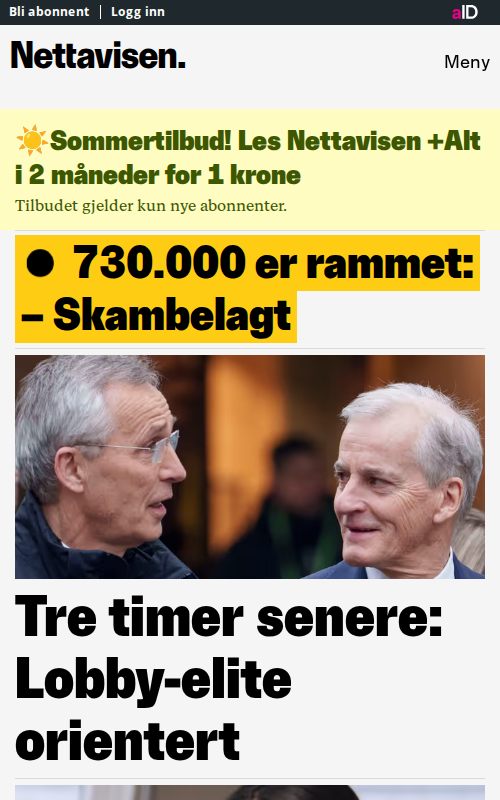 Bli abonnent | Logg inn
aID
Nettavisen.
Meny
☀️Sommertilbud! Les Nettavisen +Alt
i 2 måneder for 1 krone
Tilbudet gjelder kun nye abonnenter.
● 730.000 er rammet:
– Skambelagt
Tre timer senere:
Lobby-elite
orientert